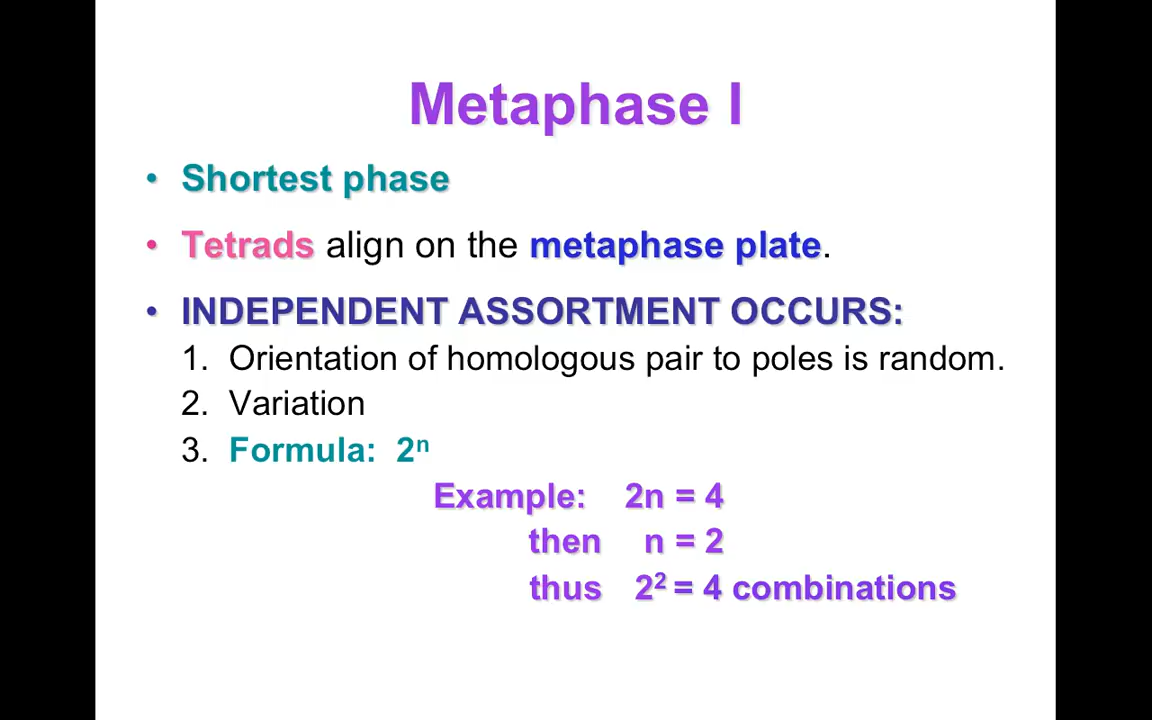 Metaphase I
• Shortest phase
• Tetrads align on the metaphase plate.
• INDEPENDENT ASSORTMENT OCCURS:
1. Orientation of homologous pair to poles is random.
2. Variation
3. Formula: 2ⁿ
Example: 2n = 4
then n = 2
thus 2² = 4 combinations